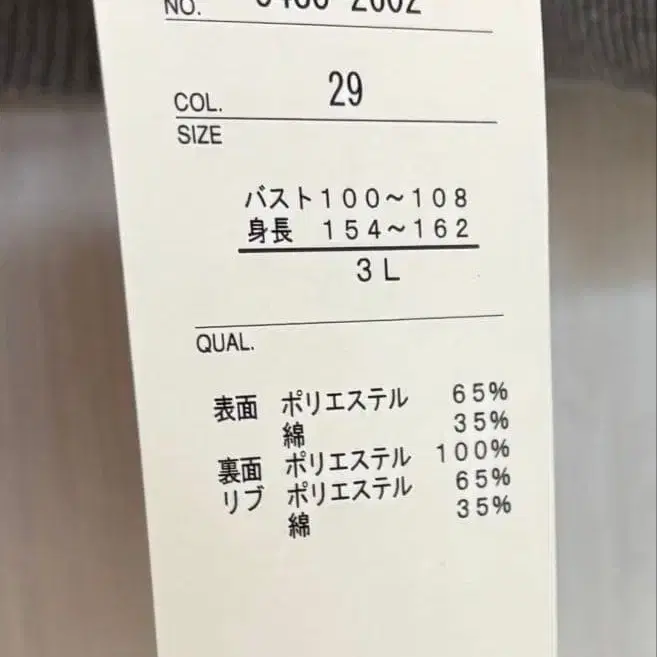 NO.
COL. 29
SIZE
バスト100～108
身長 154～162
3L
QUAL.
表面 ポリエステル 65%
綿 35%
裏面 ポリエステル 100%
リブ ポリエステル 65%
綿 35%